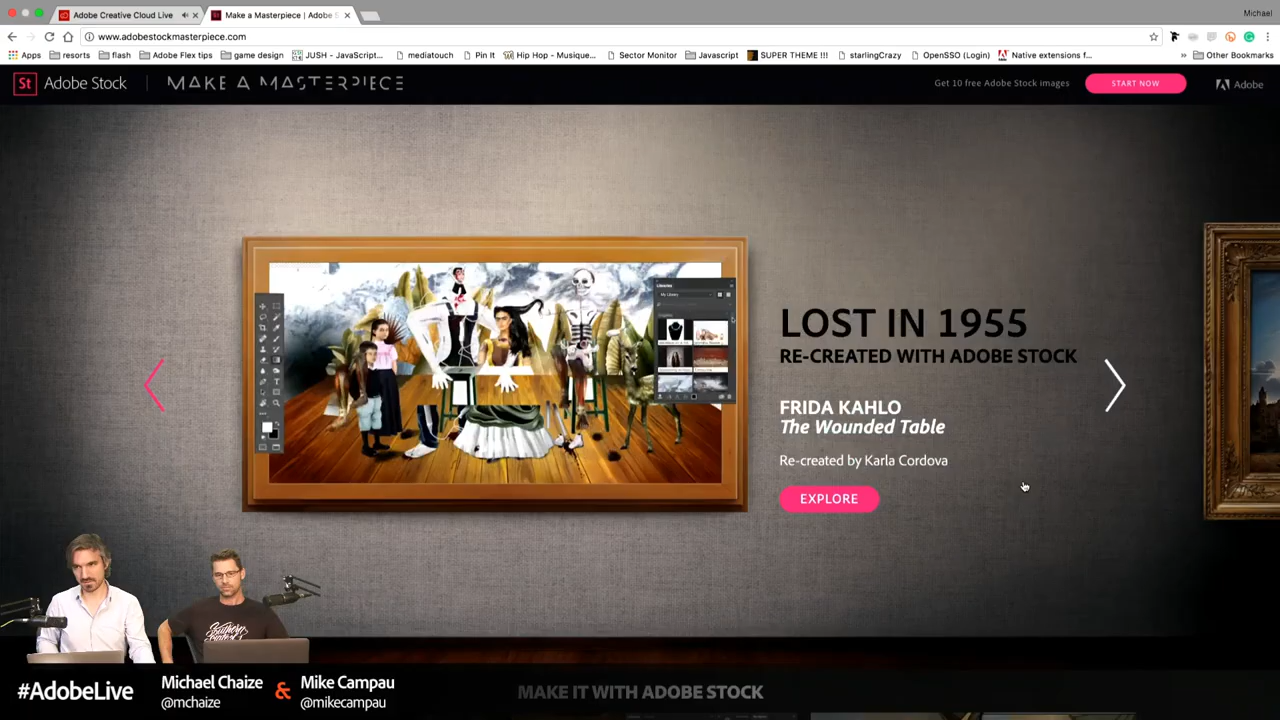 Adobe Creative Cloud Live
Make a Masterpiece | Adobe S
Michael
www.adobestockmasterpiece.com
Apps
resorts
flash
Adobe Flex tips
game design
JUSH - JavaScript...
mediatouch
Pin It
Hip Hop - Musique...
Sector Monitor
Javascript
SUPER THEME !!!
starlingCrazy
OpenSSO (Login)
Native extensions f...
» Other Bookmarks
St Adobe Stock
MAKE A MASTERPIECE
Get 10 free Adobe Stock images
START NOW
Adobe
Libraries
My Library
LOST IN 1955
RE-CREATED WITH ADOBE STOCK
FRIDA KAHLO
The Wounded Table
Re-created by Karla Cordova
EXPLORE
Southern
#AdobeLive
Michael Chaize
@mchaize
&
Mike Campau
@mikecampau
MAKE IT WITH ADOBE STOCK